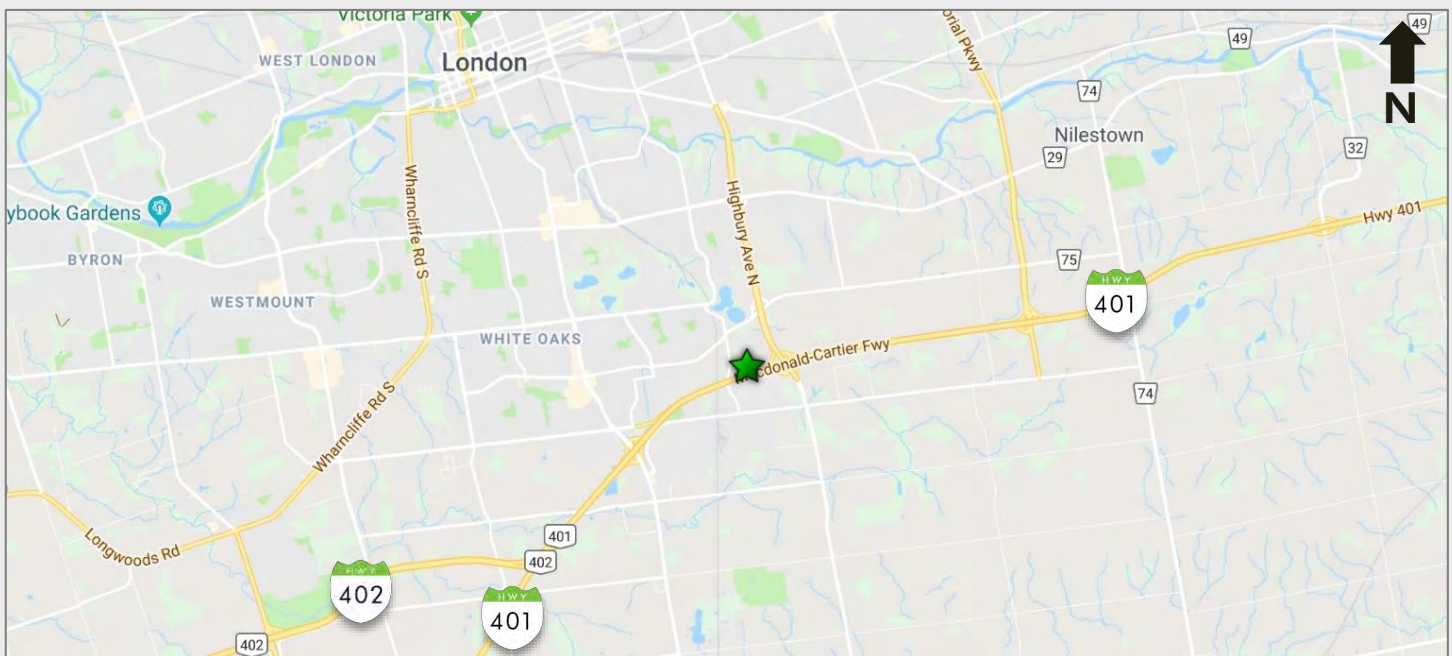 Victoria Park
49
orial Pkwy
49
WEST LONDON
London
74
N
Nilestown
29
32
Wharncliffe Rd S
Highbury Ave N
ybook Gardens
Hwy 401
BYRON
75
WESTMOUNT
HWY
401
WHITE OAKS
cdonald-Cartier Fwy
74
Wharncliffe Rd S
Longwoods Rd
401
402
HWY
402
HWY
401
402